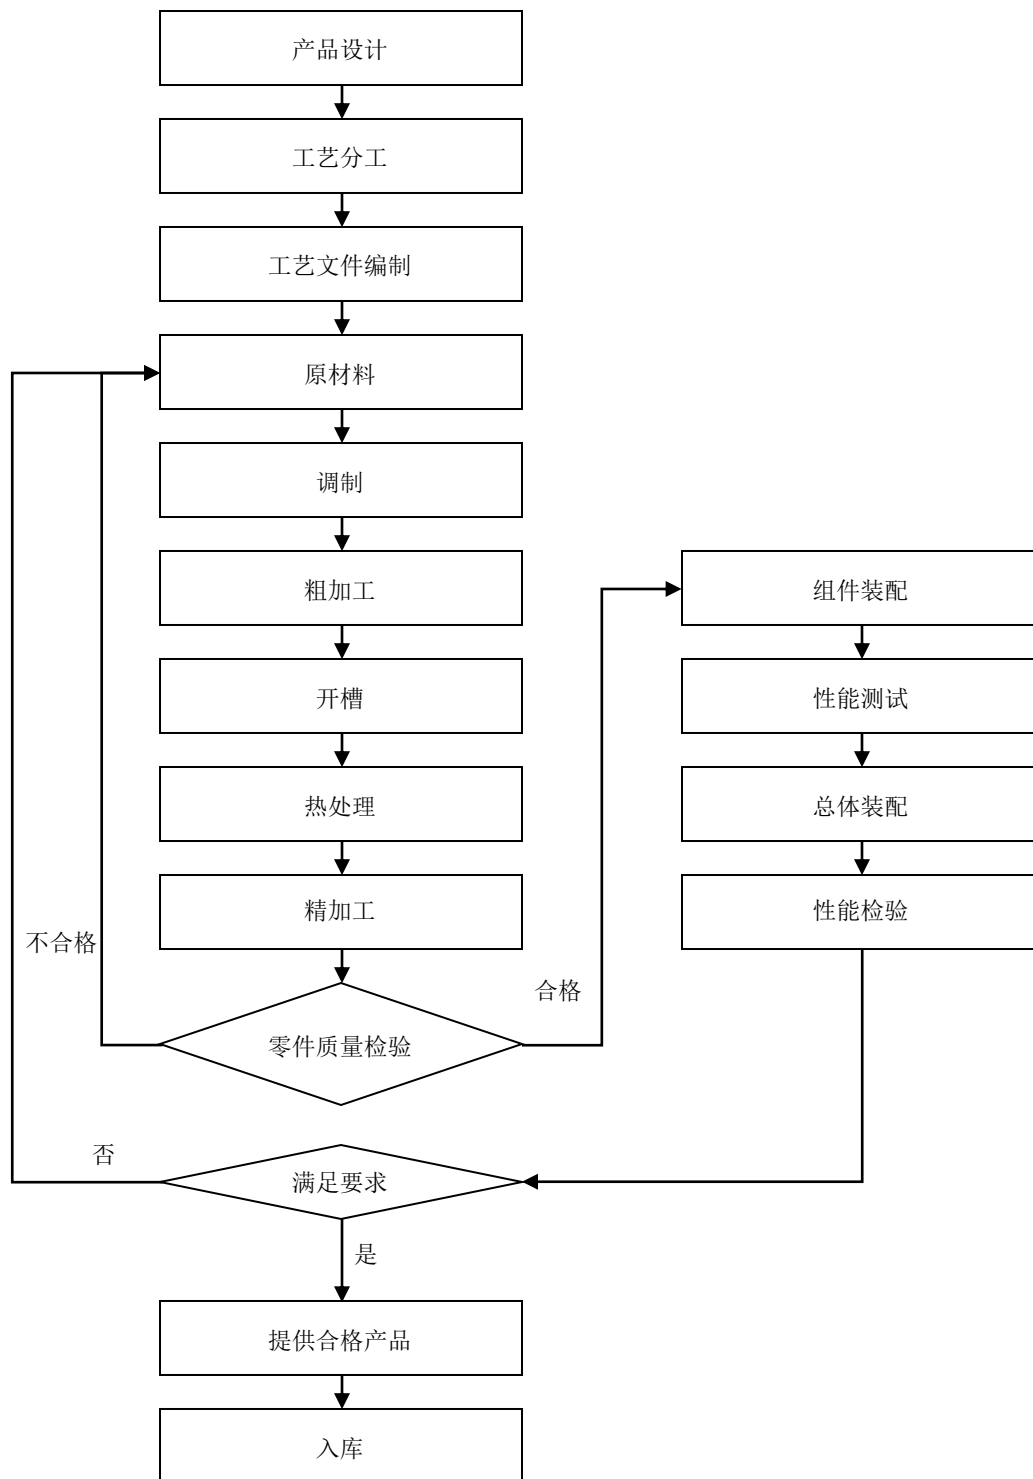 产品设计
工艺分工
工艺文件编制
原材料
调制
粗加工
开槽
热处理
精加工
不合格
零件质量检验
合格
组件装配
性能测试
总体装配
性能检验
否
满足要求
是
提供合格产品
入库